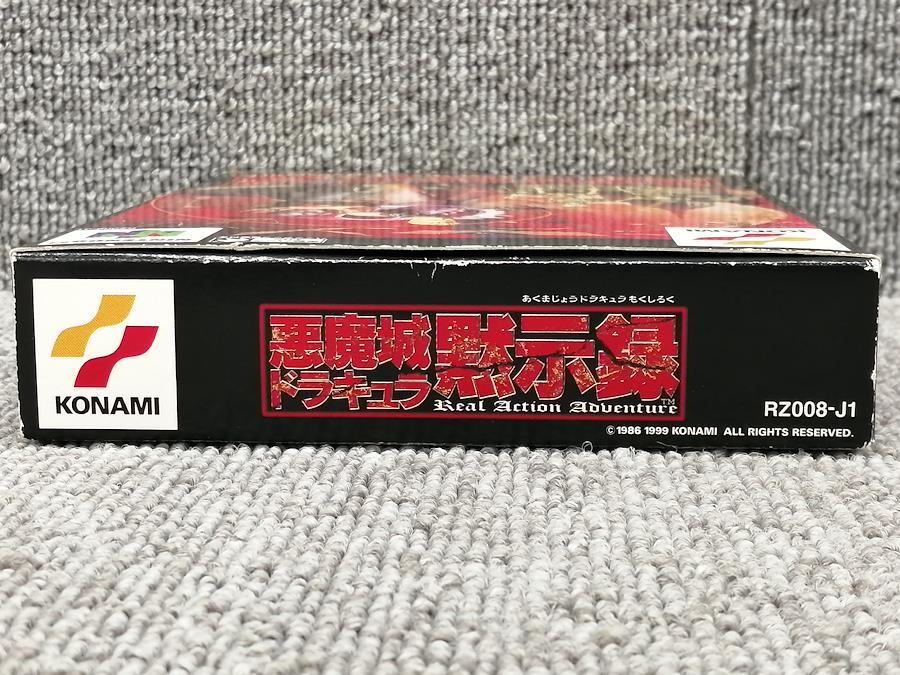 KONAMI
KONAMI
あくまじょうドラキュラもくしろく
悪魔城
ドラキュラ
黙示録
Real Action Adventure
TM
RZ008-J1
©1986 1999 KONAMI ALL RIGHTS RESERVED.